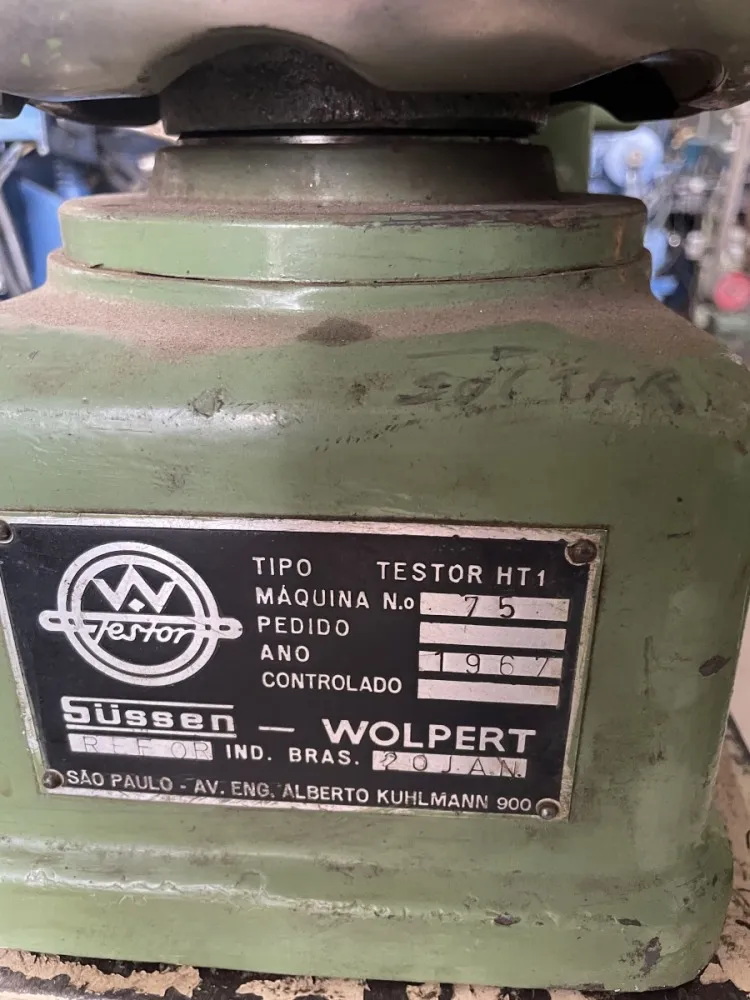 W
Testor
TIPO TESTOR HT1
MÁQUINA N.o 75
PEDIDO
ANO 1967
CONTROLADO
Süssen — WOLPERT
REFOR IND. BRAS. 20 JAN.
SÃO PAULO - AV. ENG. ALBERTO KUHLMANN 900